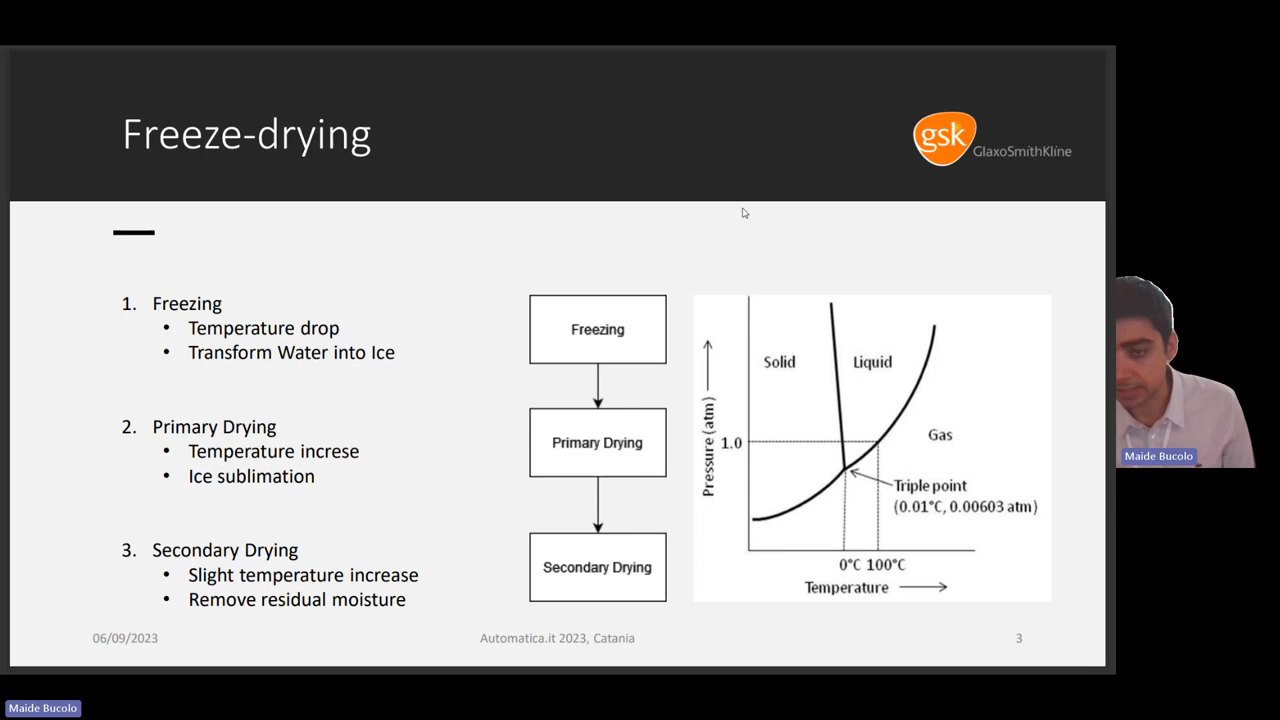 Freeze-drying
gsk
GlaxoSmithKline
1. Freezing
• Temperature drop
• Transform Water into Ice
2. Primary Drying
• Temperature increse
• Ice sublimation
3. Secondary Drying
• Slight temperature increase
• Remove residual moisture
Freezing
Primary Drying
Secondary Drying
Pressure (atm)
Solid
Liquid
Gas
1.0
Triple point
(0.01°C, 0.00603 atm)
0°C 100°C
Temperature
06/09/2023
Automatica.it 2023, Catania
3
Maide Bucolo
Maide Bucolo